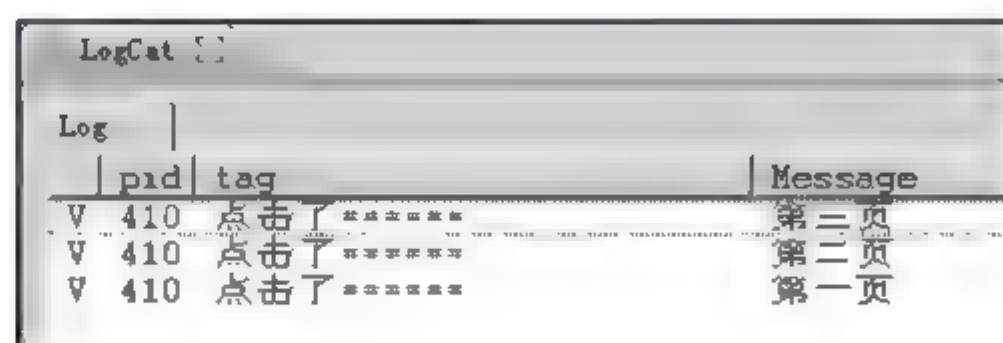 LogCat
Log
pid tag Message
V 410 点击了****** 第三页
V 410 点击了****** 第二页
V 410 点击了****** 第一页